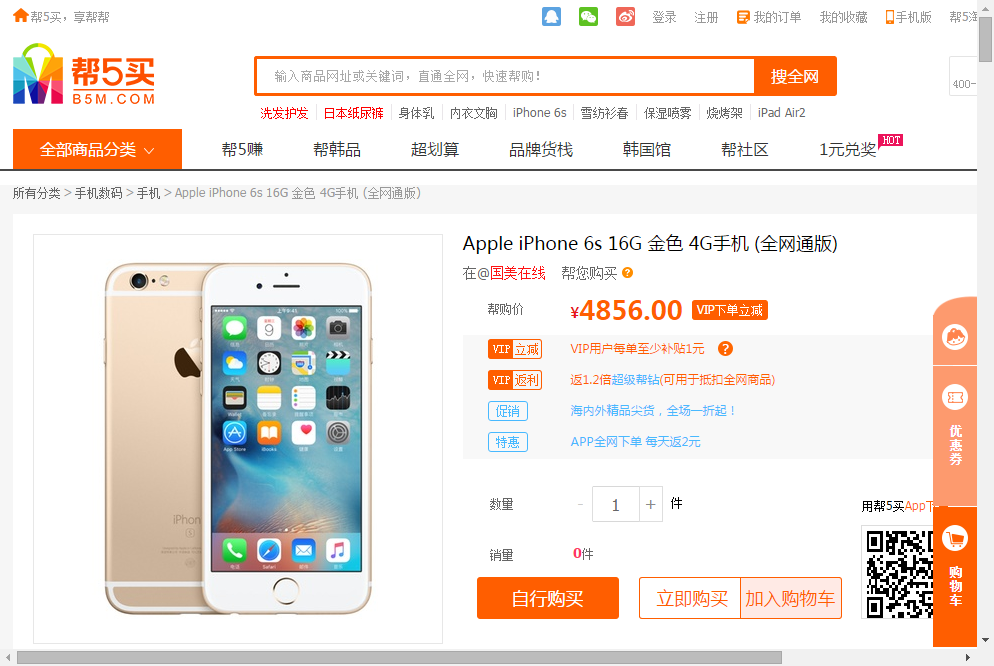 帮5买，享帮帮
登录 注册 我的订单 我的收藏 手机版
帮5买
B5M.COM
输入商品网址或关键词，直通全网，快速帮购！ 搜全网
400-
洗发护发 日本纸尿裤 身体乳 内衣文胸 iPhone 6s 雪纺衫春 保湿喷雾 烧烤架 iPad Air2
全部商品分类 帮5赚 帮韩品 超划算 品牌货栈 韩国馆 帮社区 1元兑奖 HOT
所有分类 > 手机数码 > 手机 > Apple iPhone 6s 16G 金色 4G手机 (全网通版)
Apple iPhone 6s 16G 金色 4G手机 (全网通版)
在@国美在线 帮您购买 ?
帮购价 ¥4856.00 VIP下单立减
VIP 立减 VIP用户每单至少补贴1元 ?
VIP 返利 返1.2倍超级帮钻(可用于抵扣全网商品)
促销 海内外精品尖货，全场一折起！
特惠 APP全网下单 每天返2元
优惠券
数量 - 1 + 件
用帮5买App下
销量 0件
购物车
自行购买 立即购买 加入购物车
iPhone